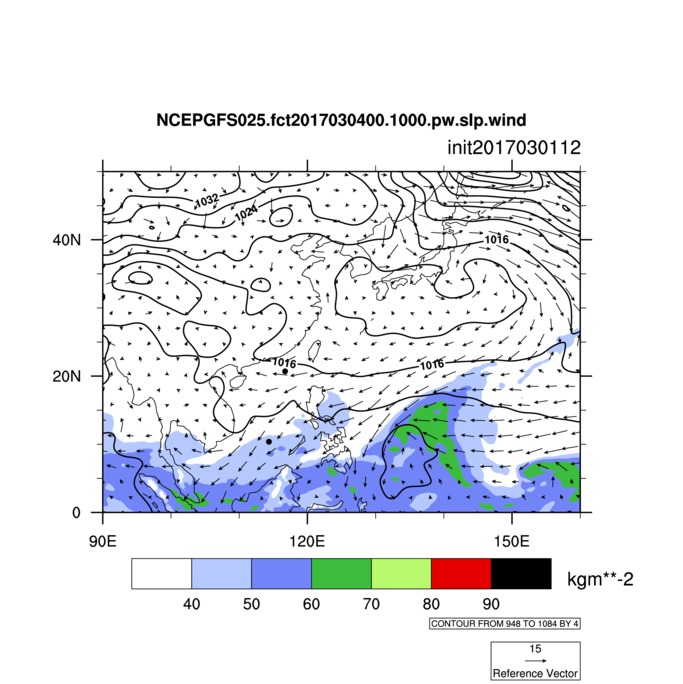 NCEPGFS025.fct2017030400.1000.pw.slp.wind
init2017030112
1032
1024
40N
1016
1016
1016
20N
0
90E 120E 150E
kgm**-2
40 50 60 70 80 90
CONTOUR FROM 948 TO 1084 BY 4
15
Reference Vector